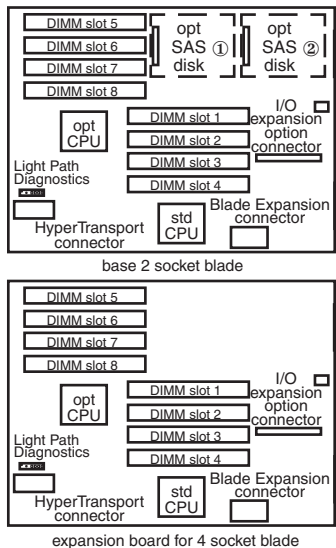 DIMM slot 5
DIMM slot 6
DIMM slot 7
DIMM slot 8
opt
SAS ①
disk
opt
SAS ②
disk
opt
CPU
DIMM slot 1
DIMM slot 2
DIMM slot 3
DIMM slot 4
I/O
expansion
option
connector
Light Path
Diagnostics
HyperTransport
connector
std
CPU
Blade Expansion
connector
base 2 socket blade
DIMM slot 5
DIMM slot 6
DIMM slot 7
DIMM slot 8
opt
CPU
DIMM slot 1
DIMM slot 2
DIMM slot 3
DIMM slot 4
I/O
expansion
option
connector
Light Path
Diagnostics
HyperTransport
connector
std
CPU
Blade Expansion
connector
expansion board for 4 socket blade